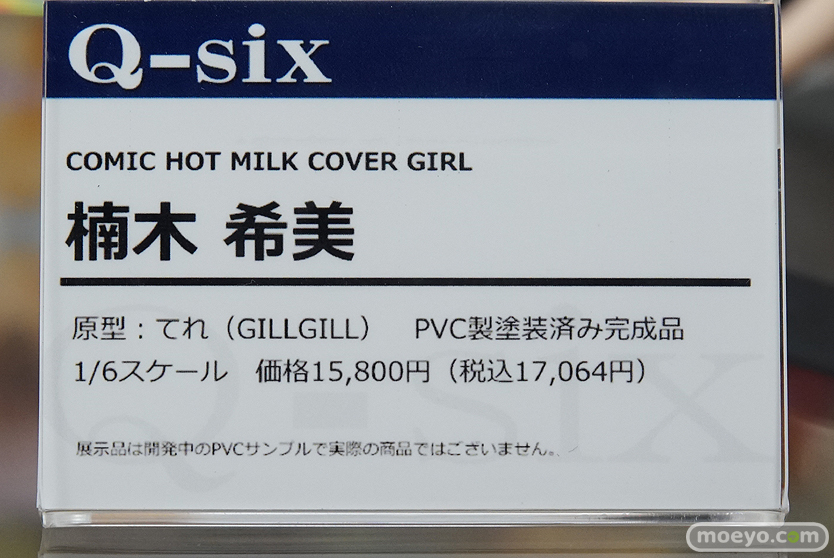 Q-six
COMIC HOT MILK COVER GIRL
楠木 希美
原型：てれ（GILLGILL） PVC製塗装済み完成品
1/6スケール 価格15,800円（税込17,064円）
展示品は開発中のPVCサンプルで実際の商品ではございません。
moeyo.com